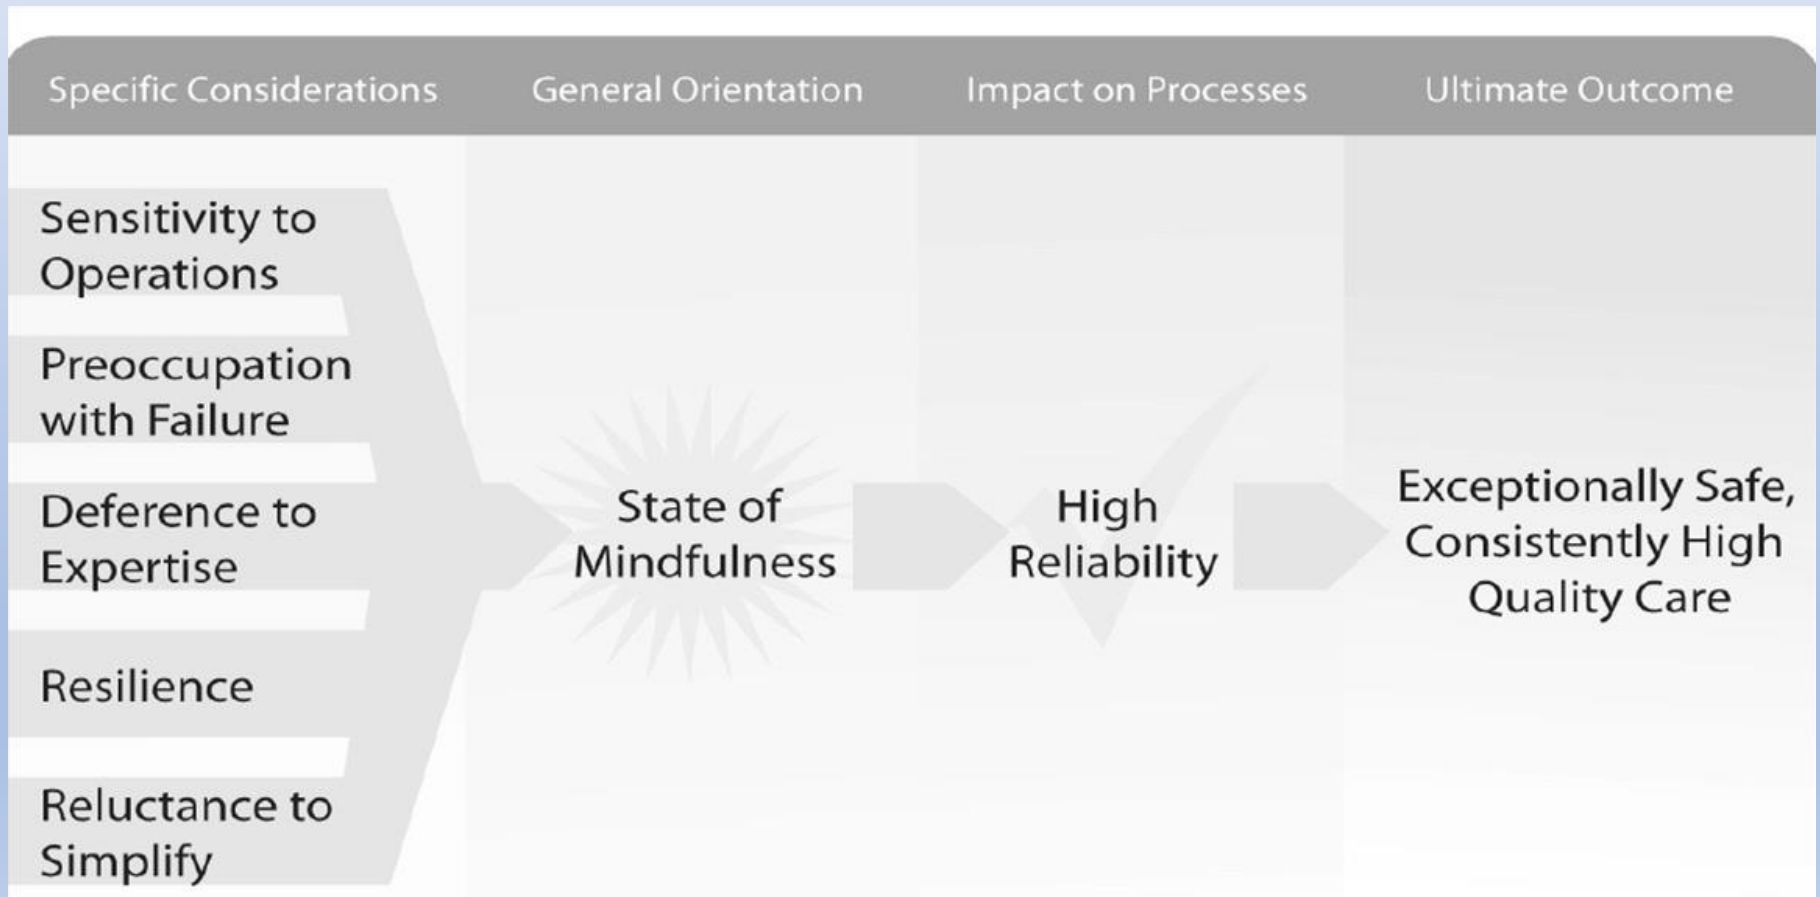 Specific Considerations
General Orientation
Impact on Processes
Ultimate Outcome
Sensitivity to
Operations
Preoccupation
with Failure
Deference to
Expertise
Resilience
Reluctance to
Simplify
State of
Mindfulness
High
Reliability
Exceptionally Safe,
Consistently High
Quality Care